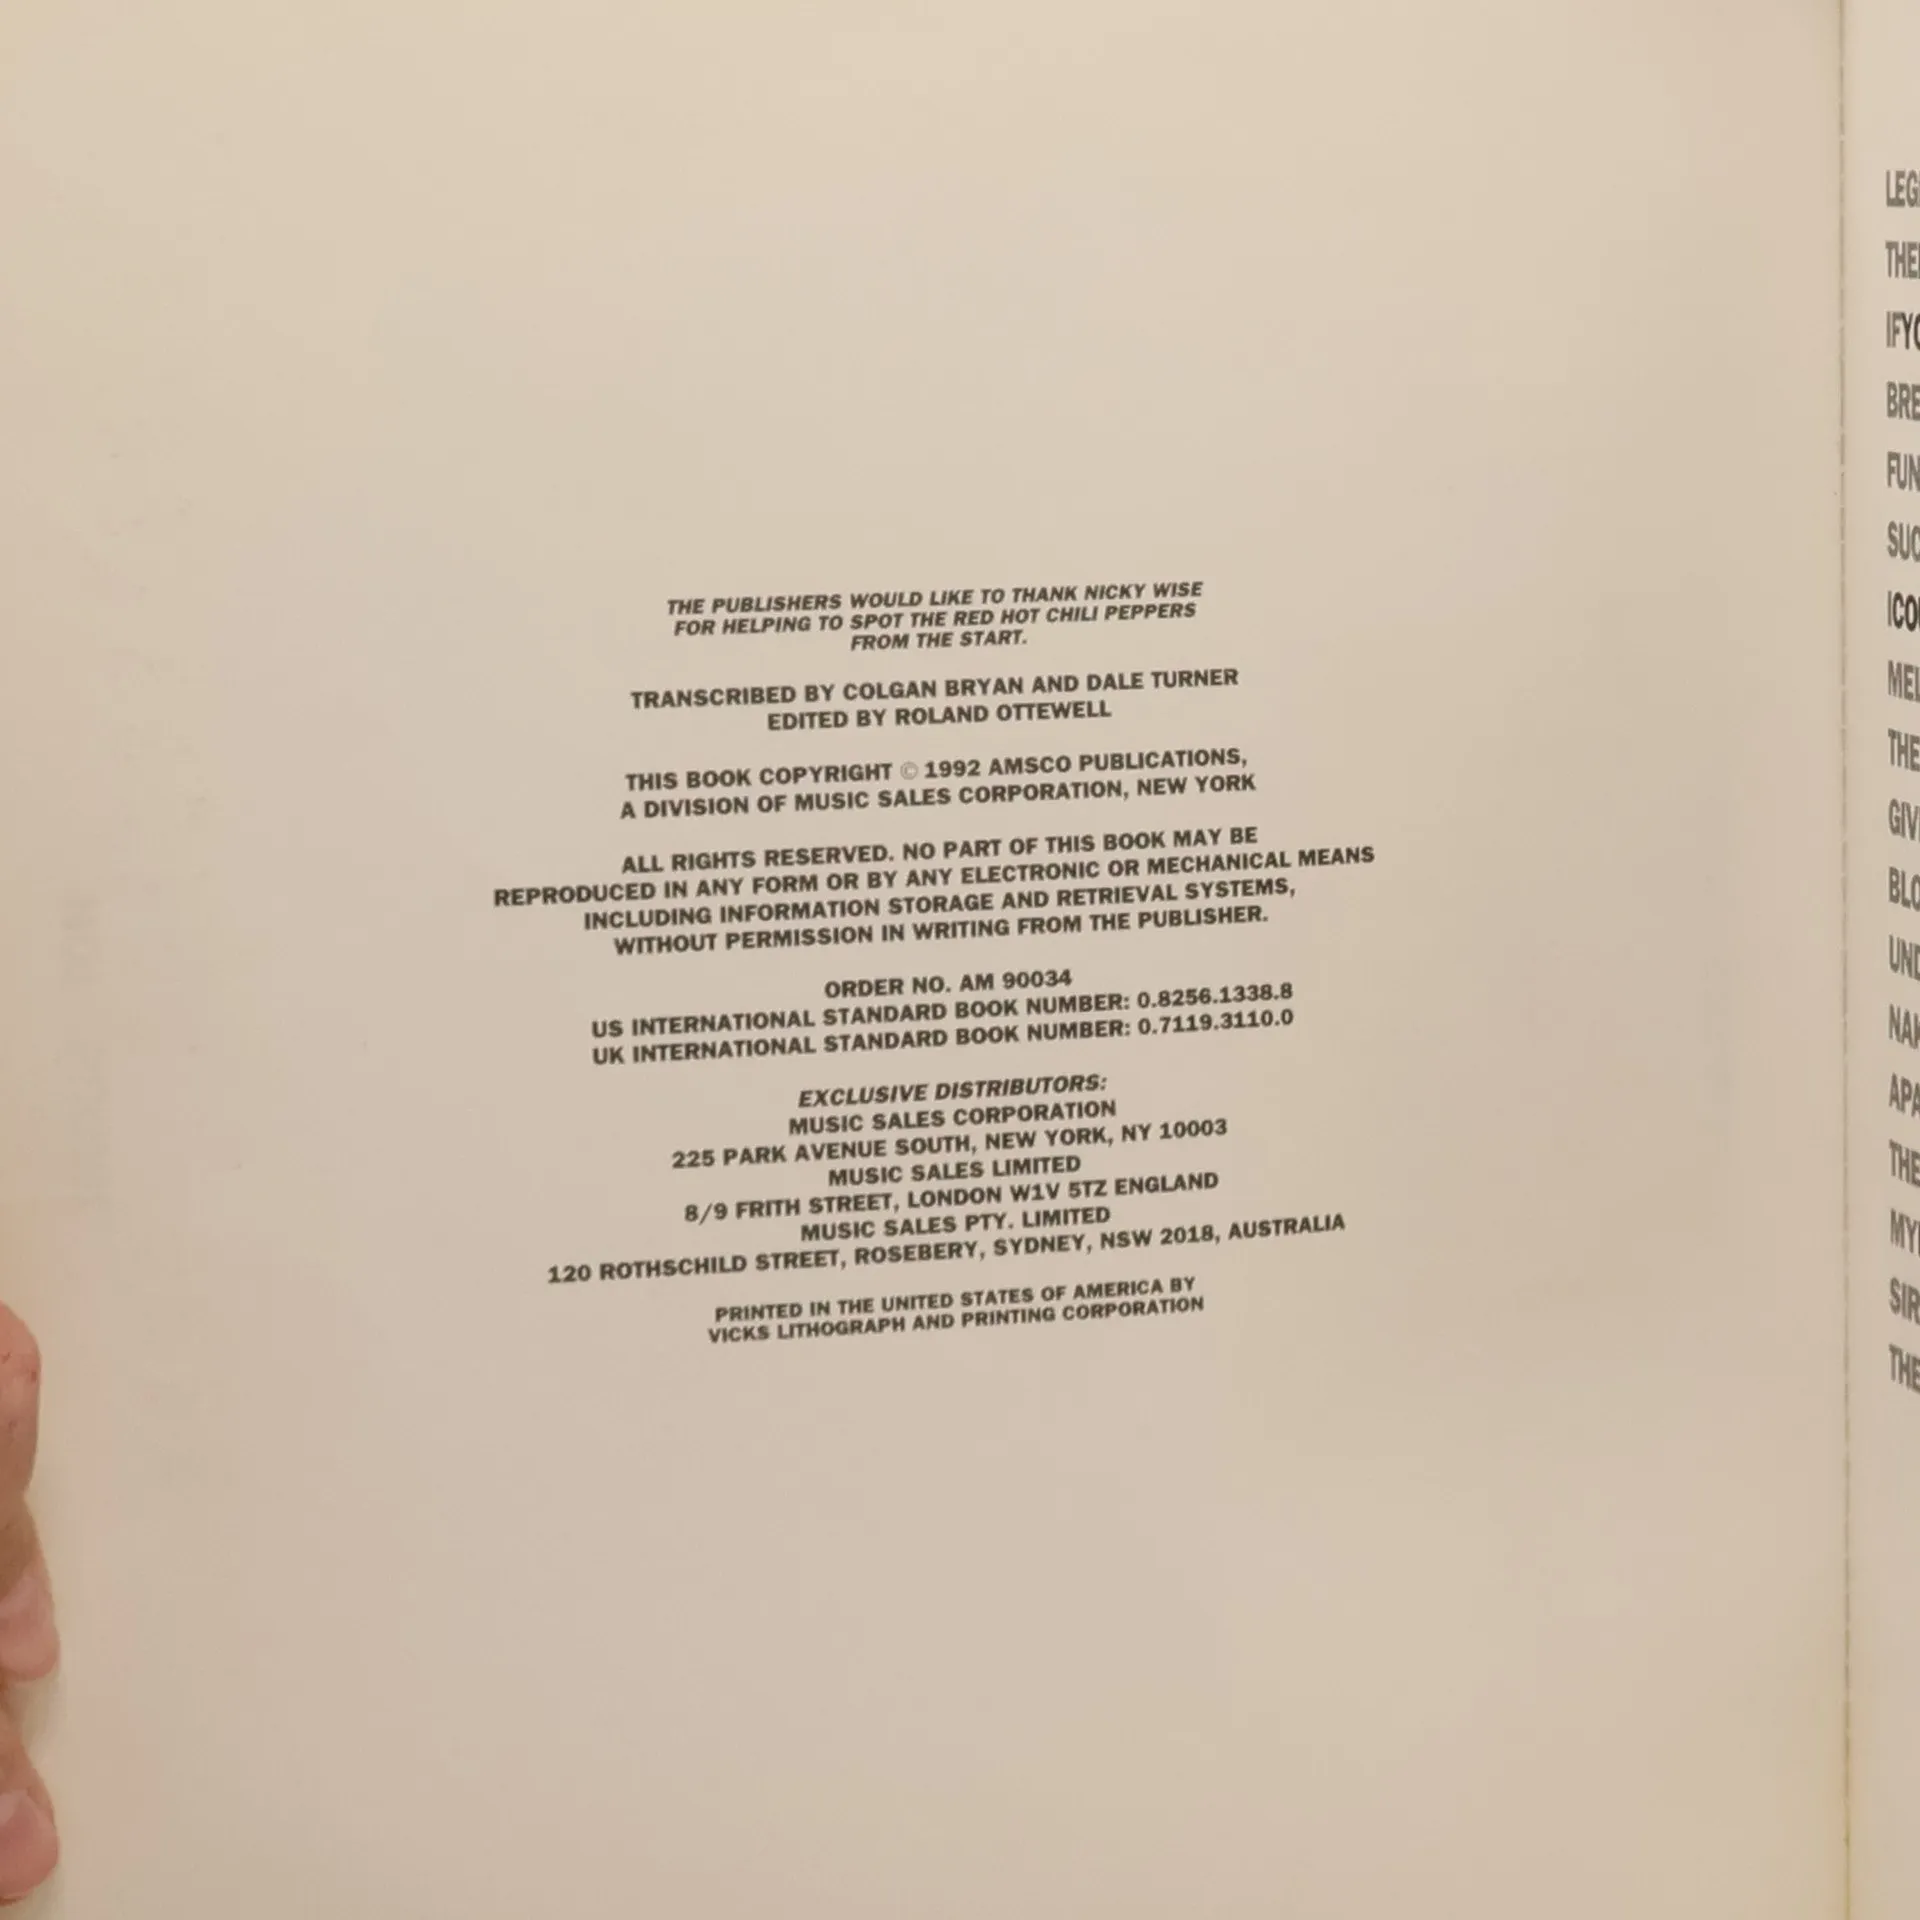 THE PUBLISHERS WOULD LIKE TO THANK NICKY WISE
FOR HELPING TO SPOT THE RED HOT CHILI PEPPERS
FROM THE START.
TRANSCRIBED BY COLGAN BRYAN AND DALE TURNER
EDITED BY ROLAND OTTEWELL
THIS BOOK COPYRIGHT © 1992 AMSCO PUBLICATIONS,
A DIVISION OF MUSIC SALES CORPORATION, NEW YORK
ALL RIGHTS RESERVED. NO PART OF THIS BOOK MAY BE
REPRODUCED IN ANY FORM OR BY ANY ELECTRONIC OR MECHANICAL MEANS
INCLUDING INFORMATION STORAGE AND RETRIEVAL SYSTEMS,
WITHOUT PERMISSION IN WRITING FROM THE PUBLISHER.
ORDER NO. AM 90034
US INTERNATIONAL STANDARD BOOK NUMBER: 0.8256.1338.8
UK INTERNATIONAL STANDARD BOOK NUMBER: 0.7119.3110.0
EXCLUSIVE DISTRIBUTORS:
MUSIC SALES CORPORATION
225 PARK AVENUE SOUTH, NEW YORK, NY 10003
MUSIC SALES LIMITED
8/9 FRITH STREET, LONDON W1V 5TZ ENGLAND
MUSIC SALES PTY. LIMITED
120 ROTHSCHILD STREET, ROSEBERY, SYDNEY, NSW 2018, AUSTRALIA
PRINTED IN THE UNITED STATES OF AMERICA BY
VICKS LITHOGRAPH AND PRINTING CORPORATION